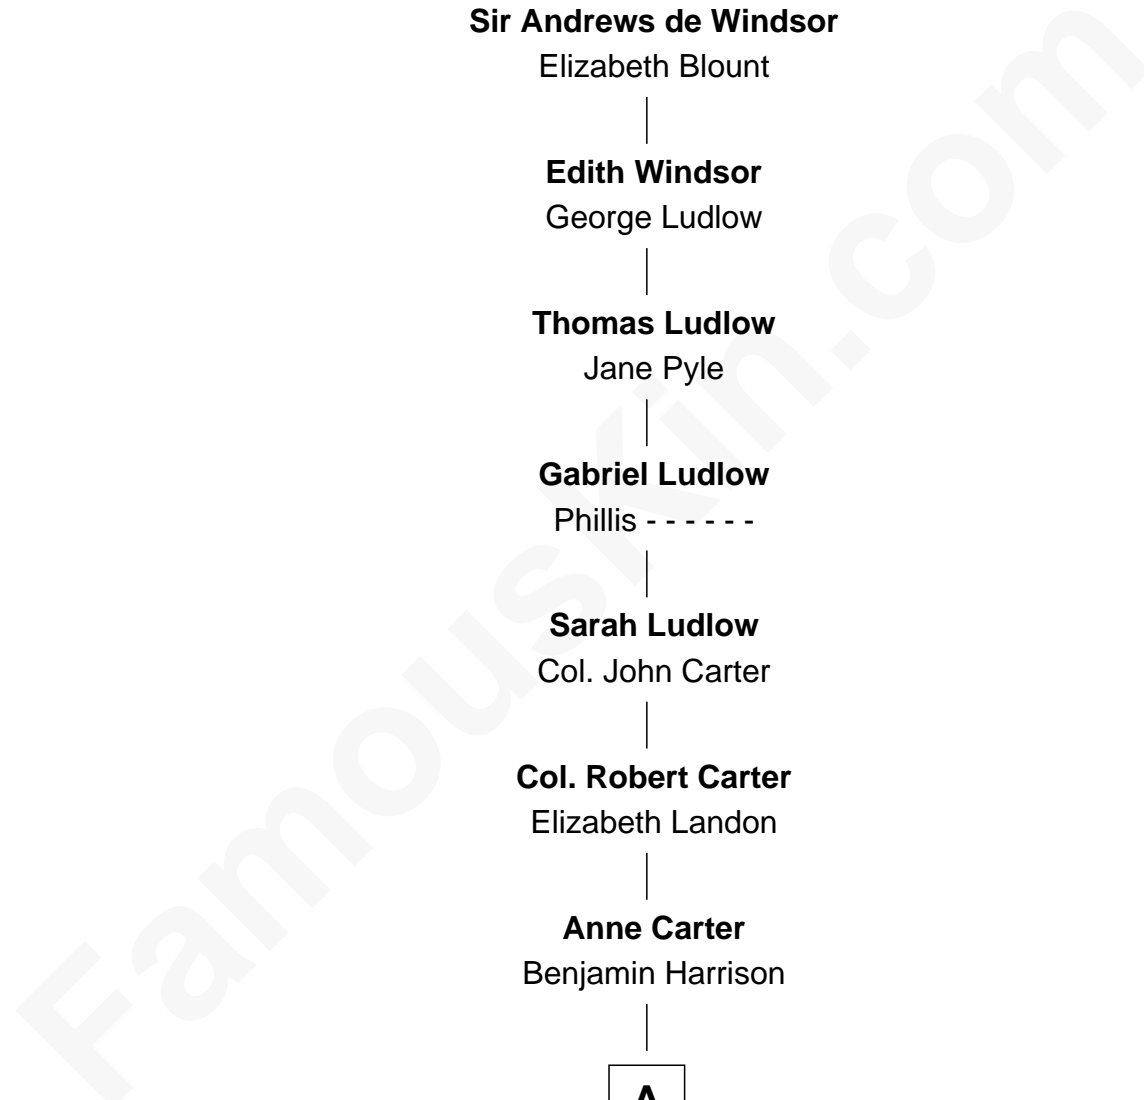 Sir Andrews de Windsor
Elizabeth Blount
Edith Windsor
George Ludlow
Thomas Ludlow
Jane Pyle
Gabriel Ludlow
Phillis - - - - - -
Sarah Ludlow
Col. John Carter
Col. Robert Carter
Elizabeth Landon
Anne Carter
Benjamin Harrison
A
FamousKin.com